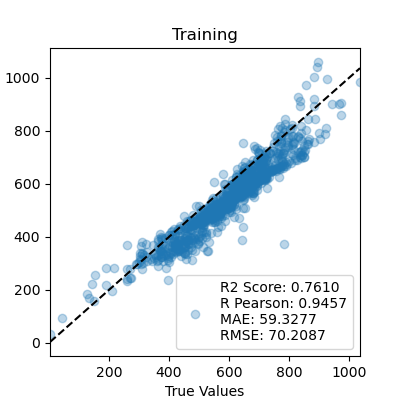 Training
1000
800
600
400
200
0
R2 Score: 0.7610
R Pearson: 0.9457
MAE: 59.3277
RMSE: 70.2087
200 400 600 800 1000
True Values